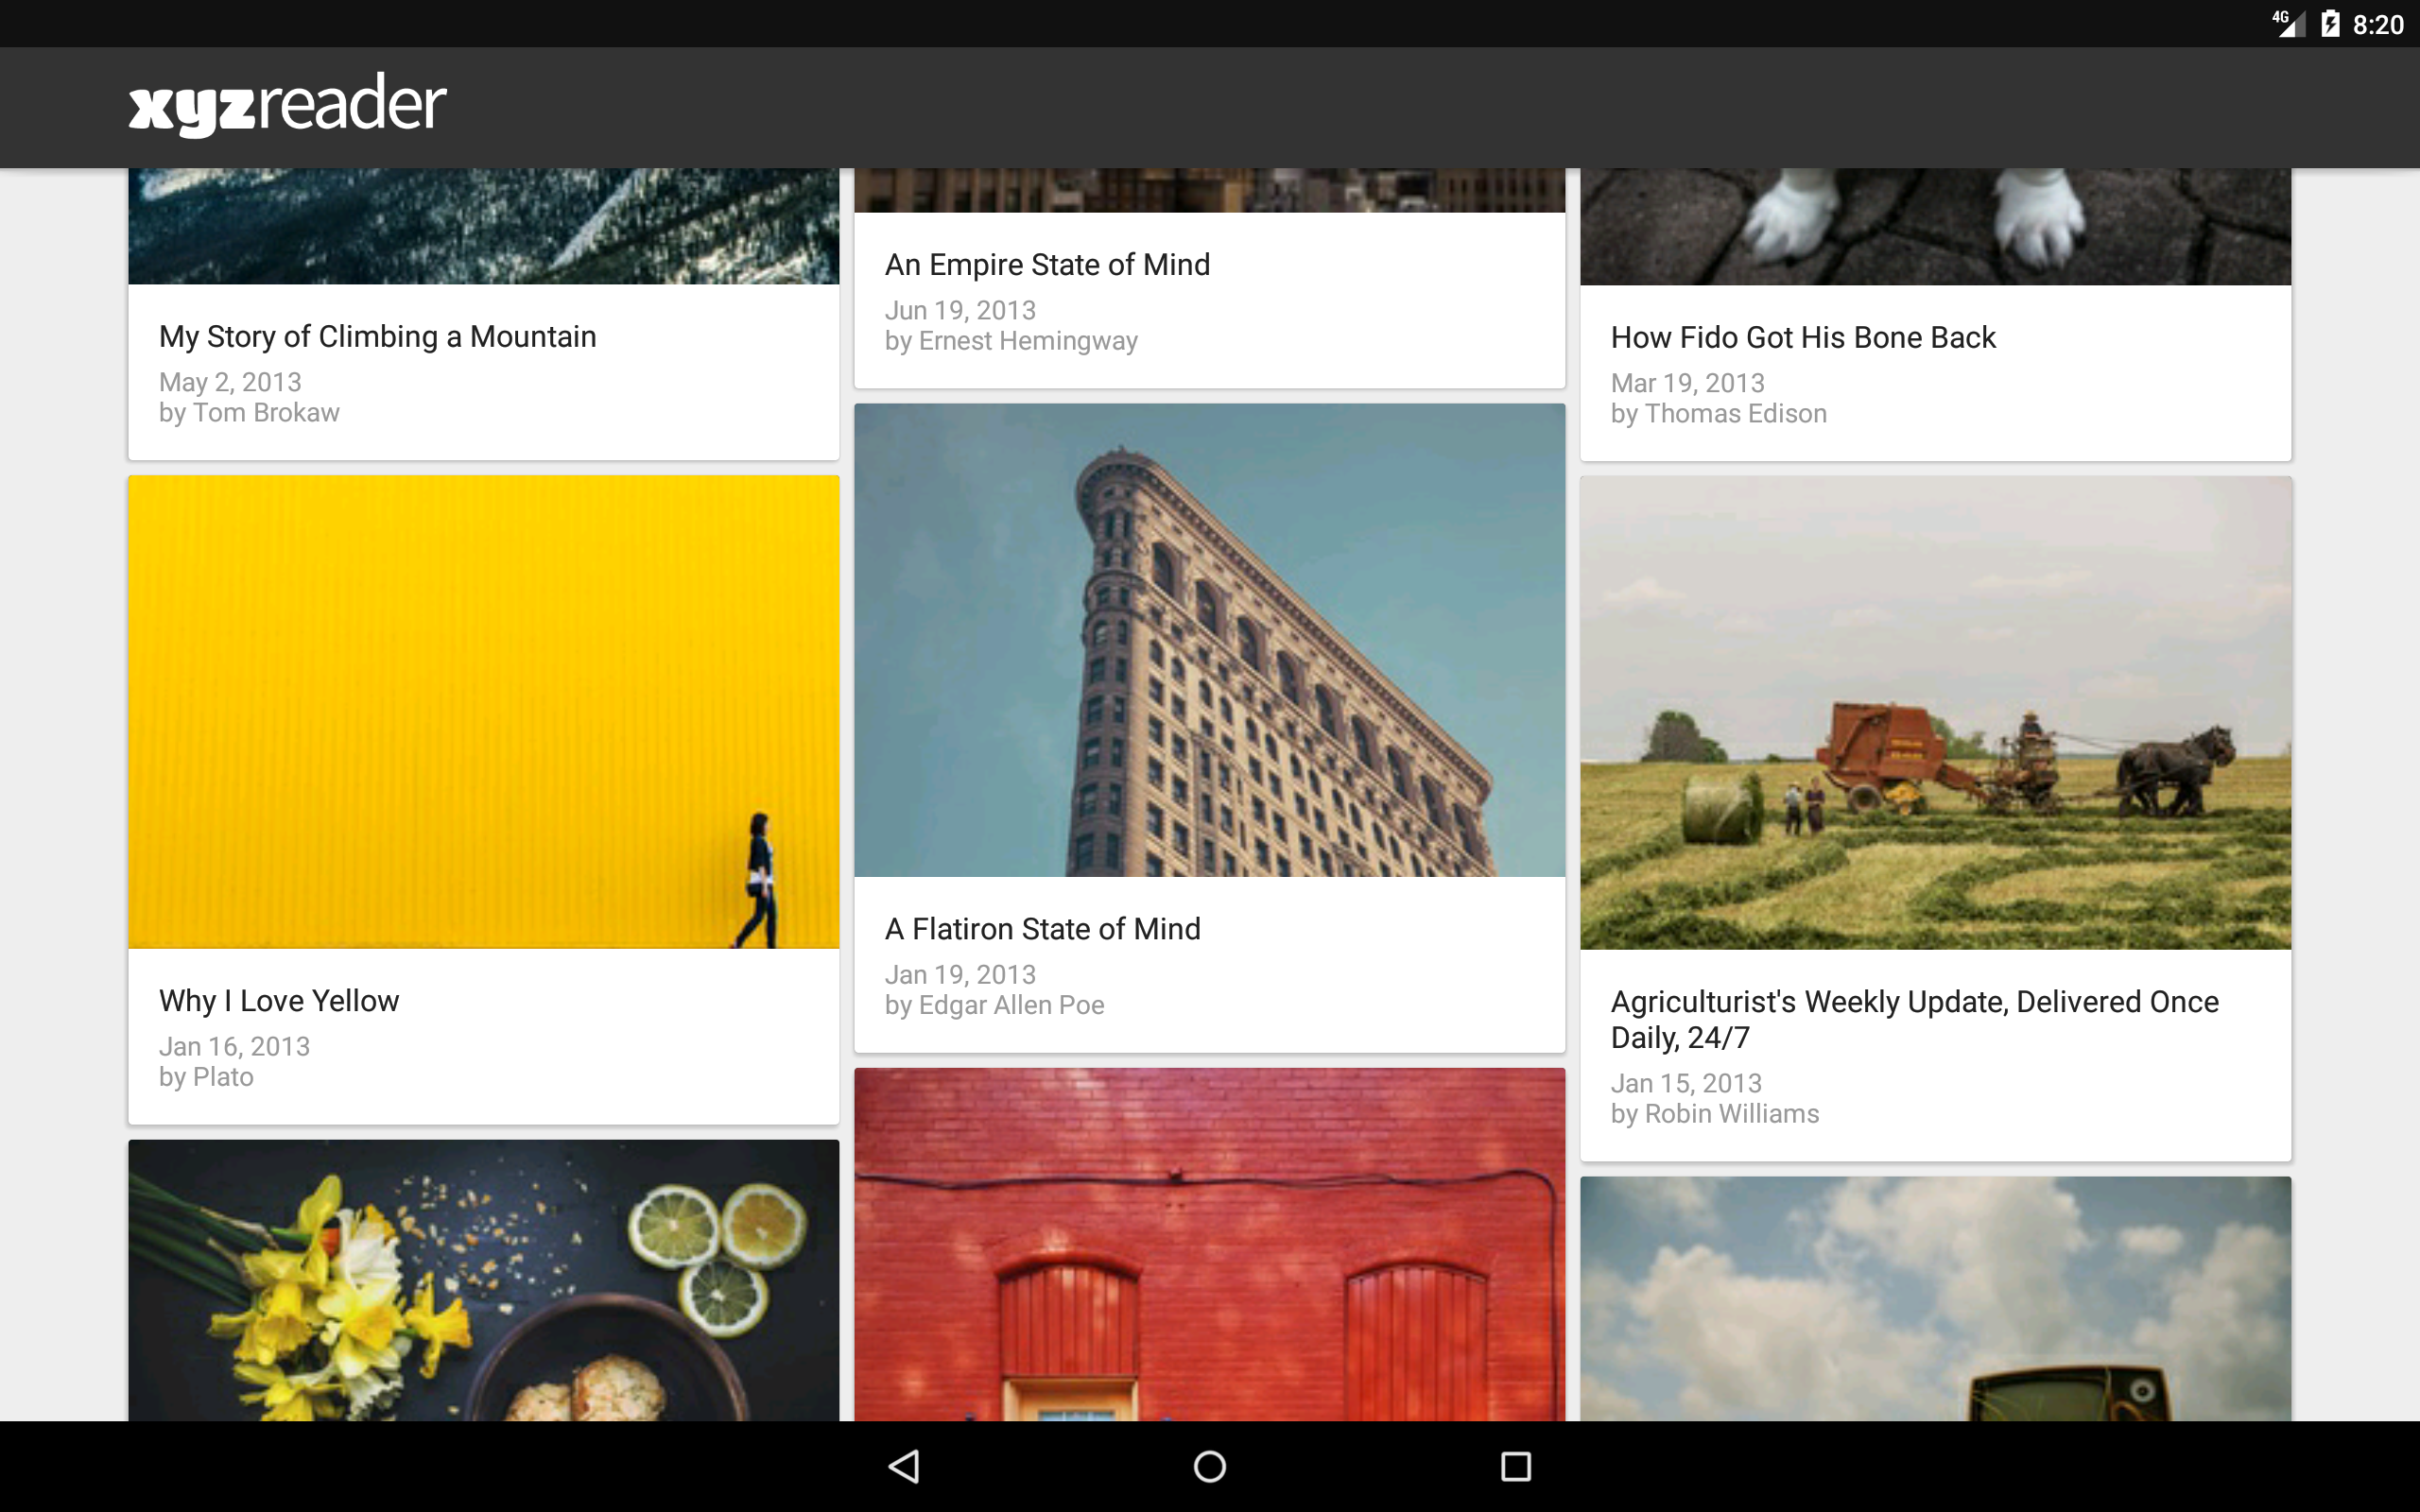 4G 8:20
xyzreader
My Story of Climbing a Mountain
May 2, 2013
by Tom Brokaw
An Empire State of Mind
Jun 19, 2013
by Ernest Hemingway
How Fido Got His Bone Back
Mar 19, 2013
by Thomas Edison
Why I Love Yellow
Jan 16, 2013
by Plato
A Flatiron State of Mind
Jan 19, 2013
by Edgar Allen Poe
Agriculturist's Weekly Update, Delivered Once
Daily, 24/7
Jan 15, 2013
by Robin Williams